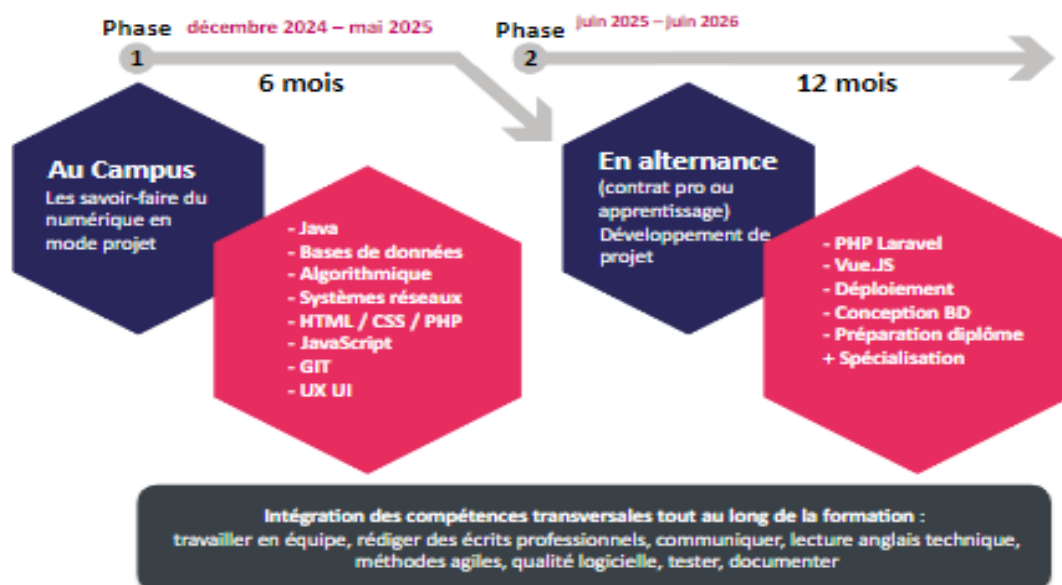 Phase décembre 2024 – mai 2025
1
6 mois
Phase juin 2025 – juin 2026
2
12 mois
Au Campus
Les savoir-faire du
numérique en
mode projet
- Java
- Bases de données
- Algorithmique
- Systèmes réseaux
- HTML / CSS / PHP
- JavaScript
- GIT
- UX UI
En alternance
(contrat pro ou
apprentissage)
Développement de
projet
- PHP Laravel
- Vue.JS
- Déploiement
- Conception BD
- Préparation diplôme
+ Spécialisation
Intégration des compétences transversales tout au long de la formation :
travailler en équipe, rédiger des écrits professionnels, communiquer, lecture anglais technique,
méthodes agiles, qualité logicielle, tester, documenter